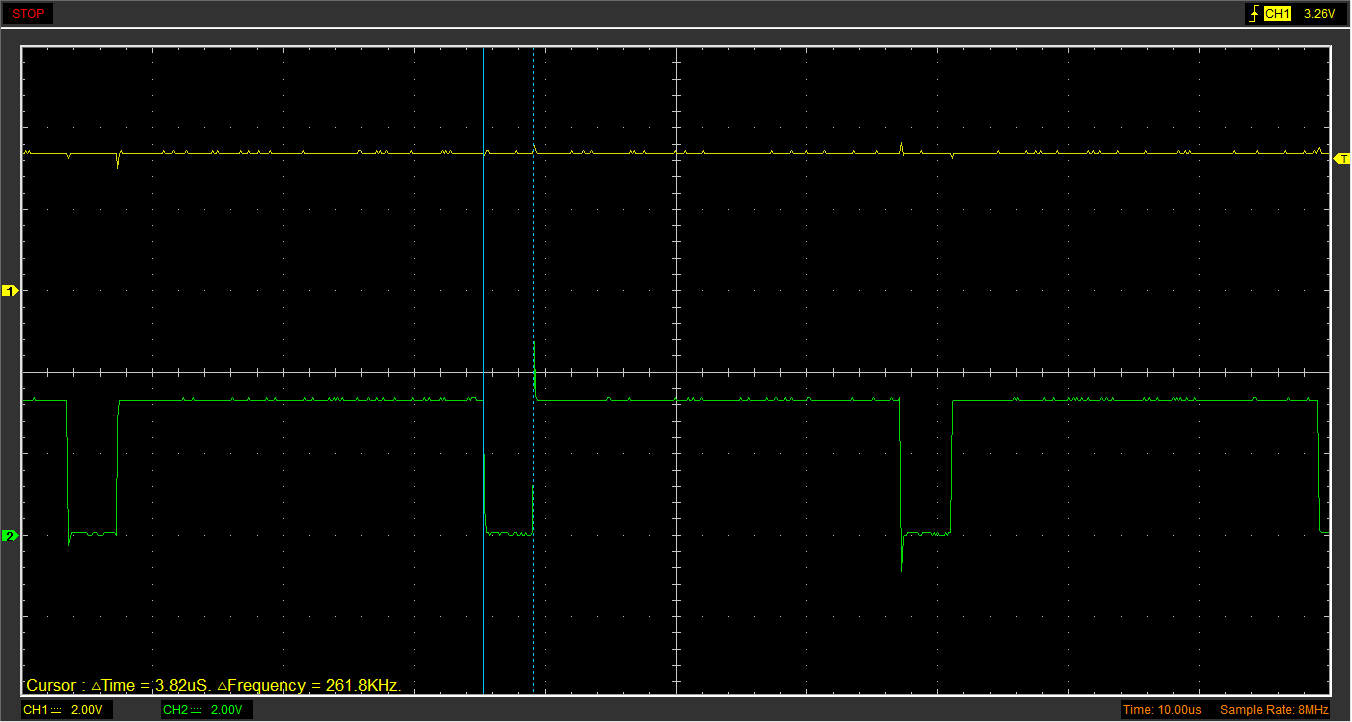 STOP
CH1 3.26V
T
1
2
Cursor : △Time = 3.82uS. △Frequency = 261.8KHz.
CH1 2.00V CH2 2.00V Time: 10.00us Sample Rate: 8MHz